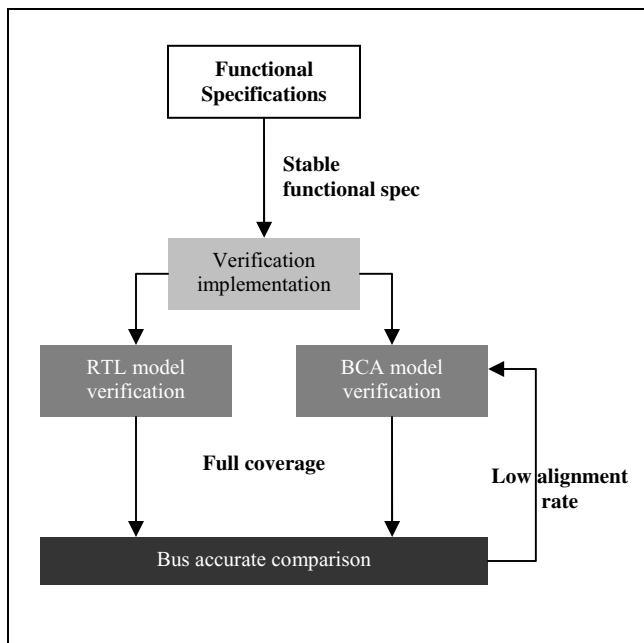 Functional
Specifications
Stable
functional spec
Verification
implementation
RTL model
verification
BCA model
verification
Full coverage
Low alignment
rate
Bus accurate comparison